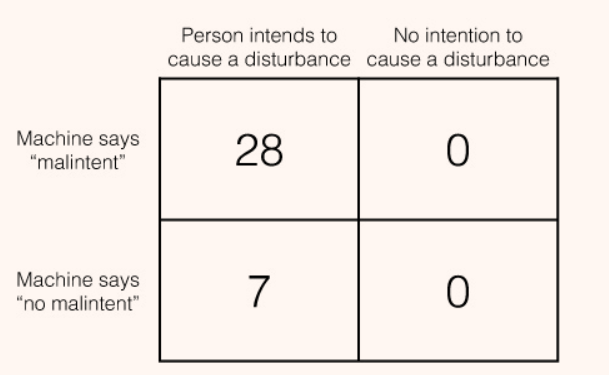 Person intends to
cause a disturbance
No intention to
cause a disturbance
Machine says
“malintent”
28
0
Machine says
“no malintent”
7
0